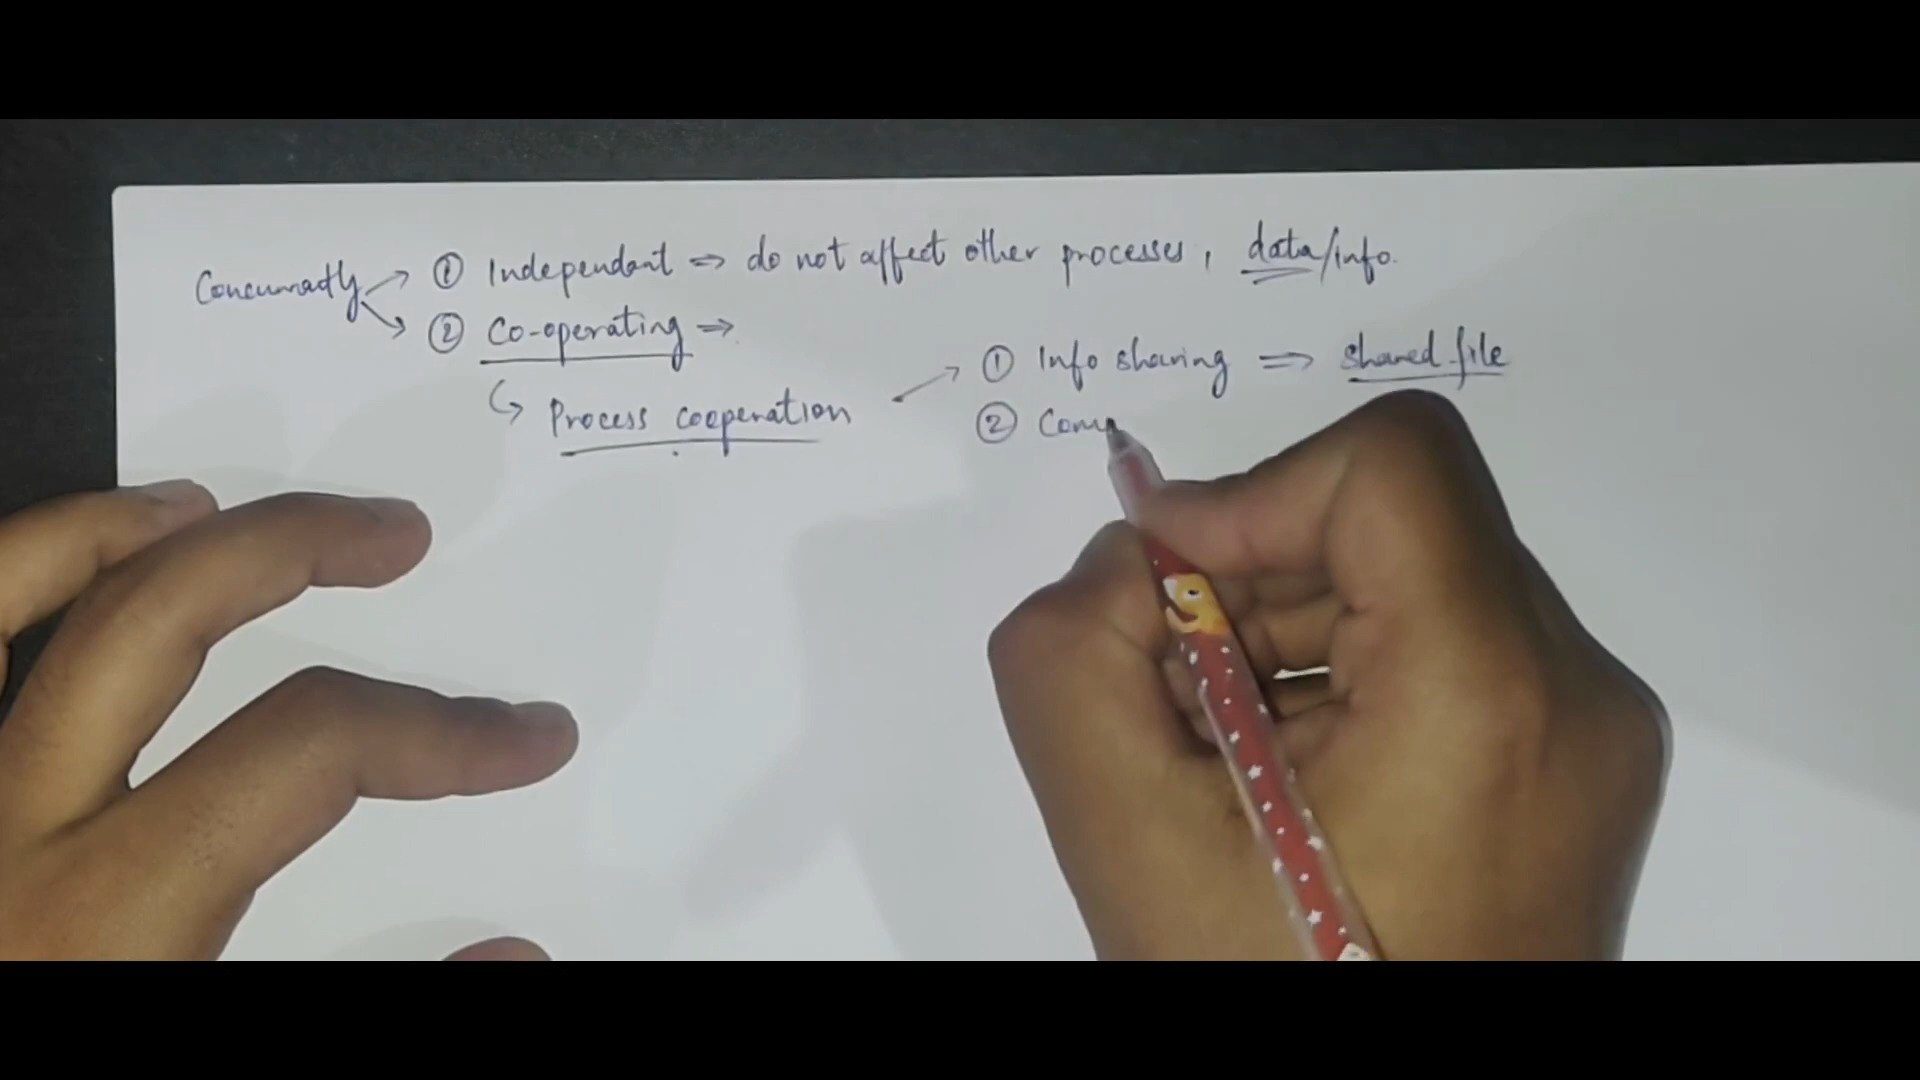 Concurrently ① Independant ⇒ do not affect other processes, data/info.
② Co-operating ⇒
↳ Process cooperation → ① Info sharing ⇒ shared file
② Com